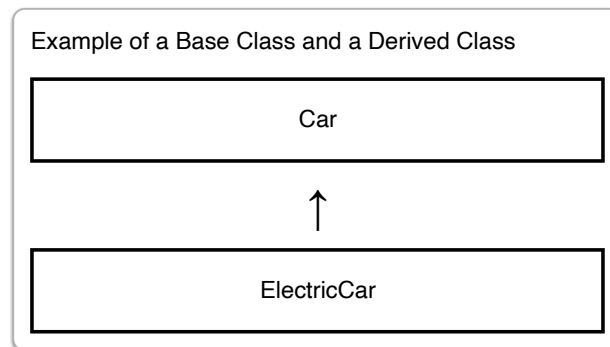 Example of a Base Class and a Derived Class
Car
ElectricCar